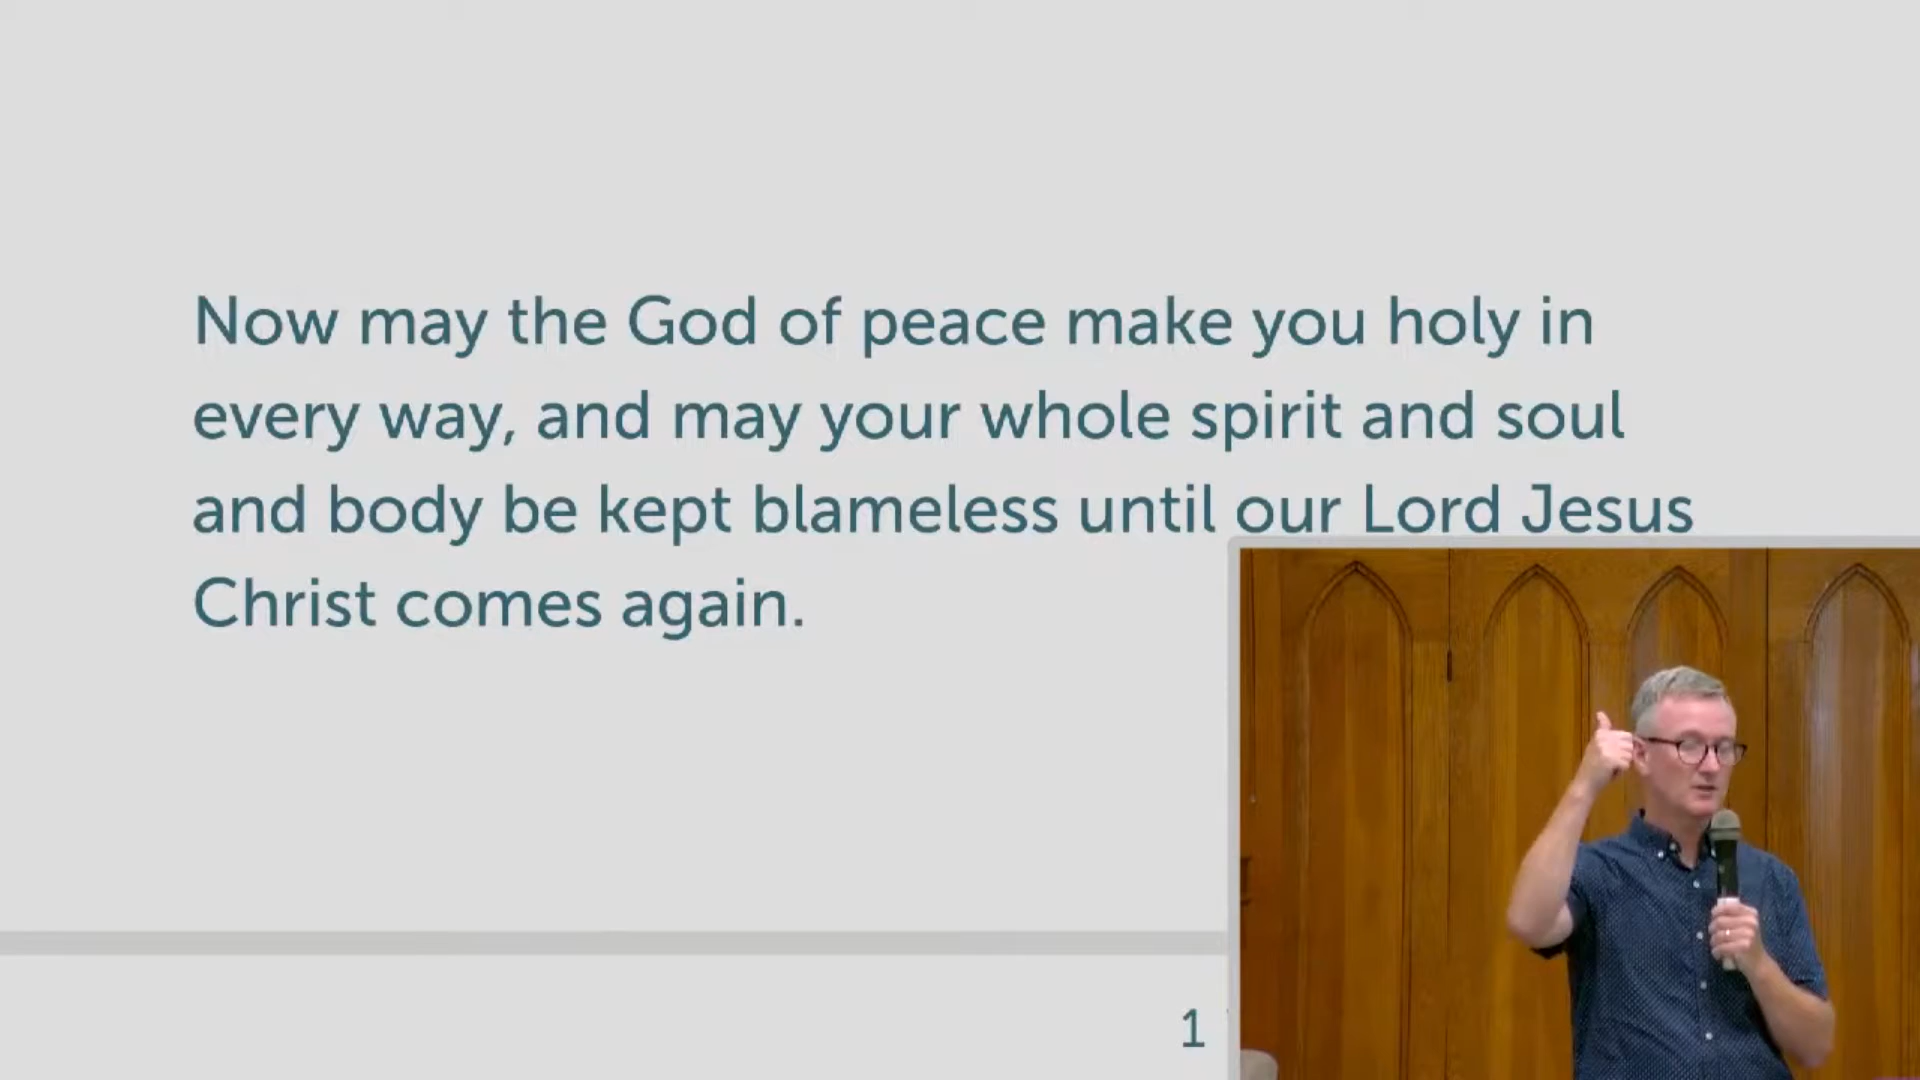 Now may the God of peace make you holy in
every way, and may your whole spirit and soul
and body be kept blameless until our Lord Jesus
Christ comes again.
1